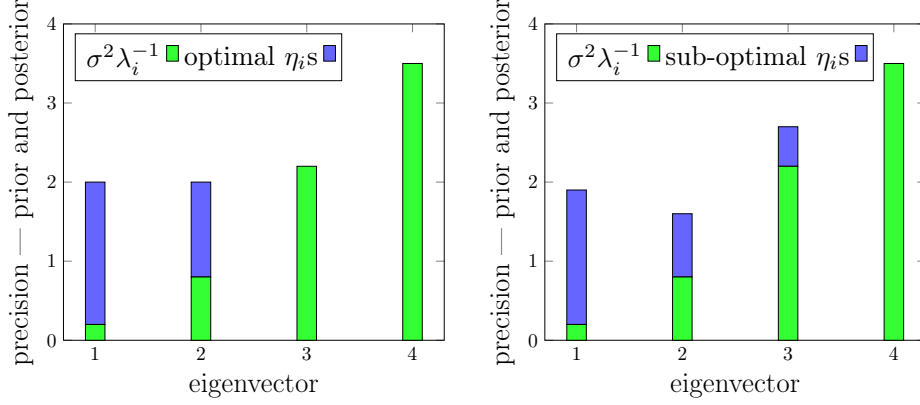 precision — prior and posterior
4
3
2
1
0
σ²λᵢ⁻¹ optimal ηᵢs
1 2 3 4
eigenvector
precision — prior and posterior
4
3
2
1
0
σ²λᵢ⁻¹ sub-optimal ηᵢs
1 2 3 4
eigenvector